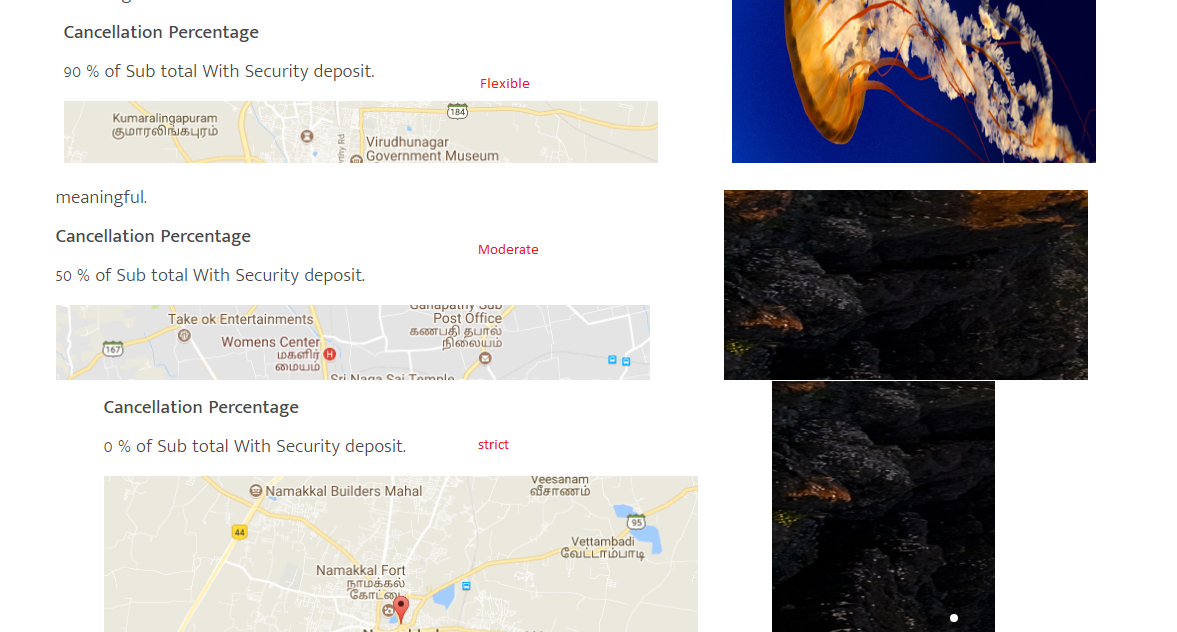 Cancellation Percentage
90 % of Sub total With Security deposit.
Flexible
184
Kumaralingapuram
குமாரலிங்கபுரம்
Virudhunagar
Government Museum
meaningful.
Cancellation Percentage
Moderate
50 % of Sub total With Security deposit.
Ganapathy Sub
Post Office
கணபதி தபால்
நிலையம்
Take ok Entertainments
167
Womens Center
மகளிர்
மையம்
H
Sri Naga Sai Temple
Cancellation Percentage
0 % of Sub total With Security deposit.
strict
Veesanam
வீசாணம்
Namakkal Builders Mahal
95
44
Vettambadi
வேட்டாம்பாடி
Namakkal Fort
நாமக்கல்
கோட்டை